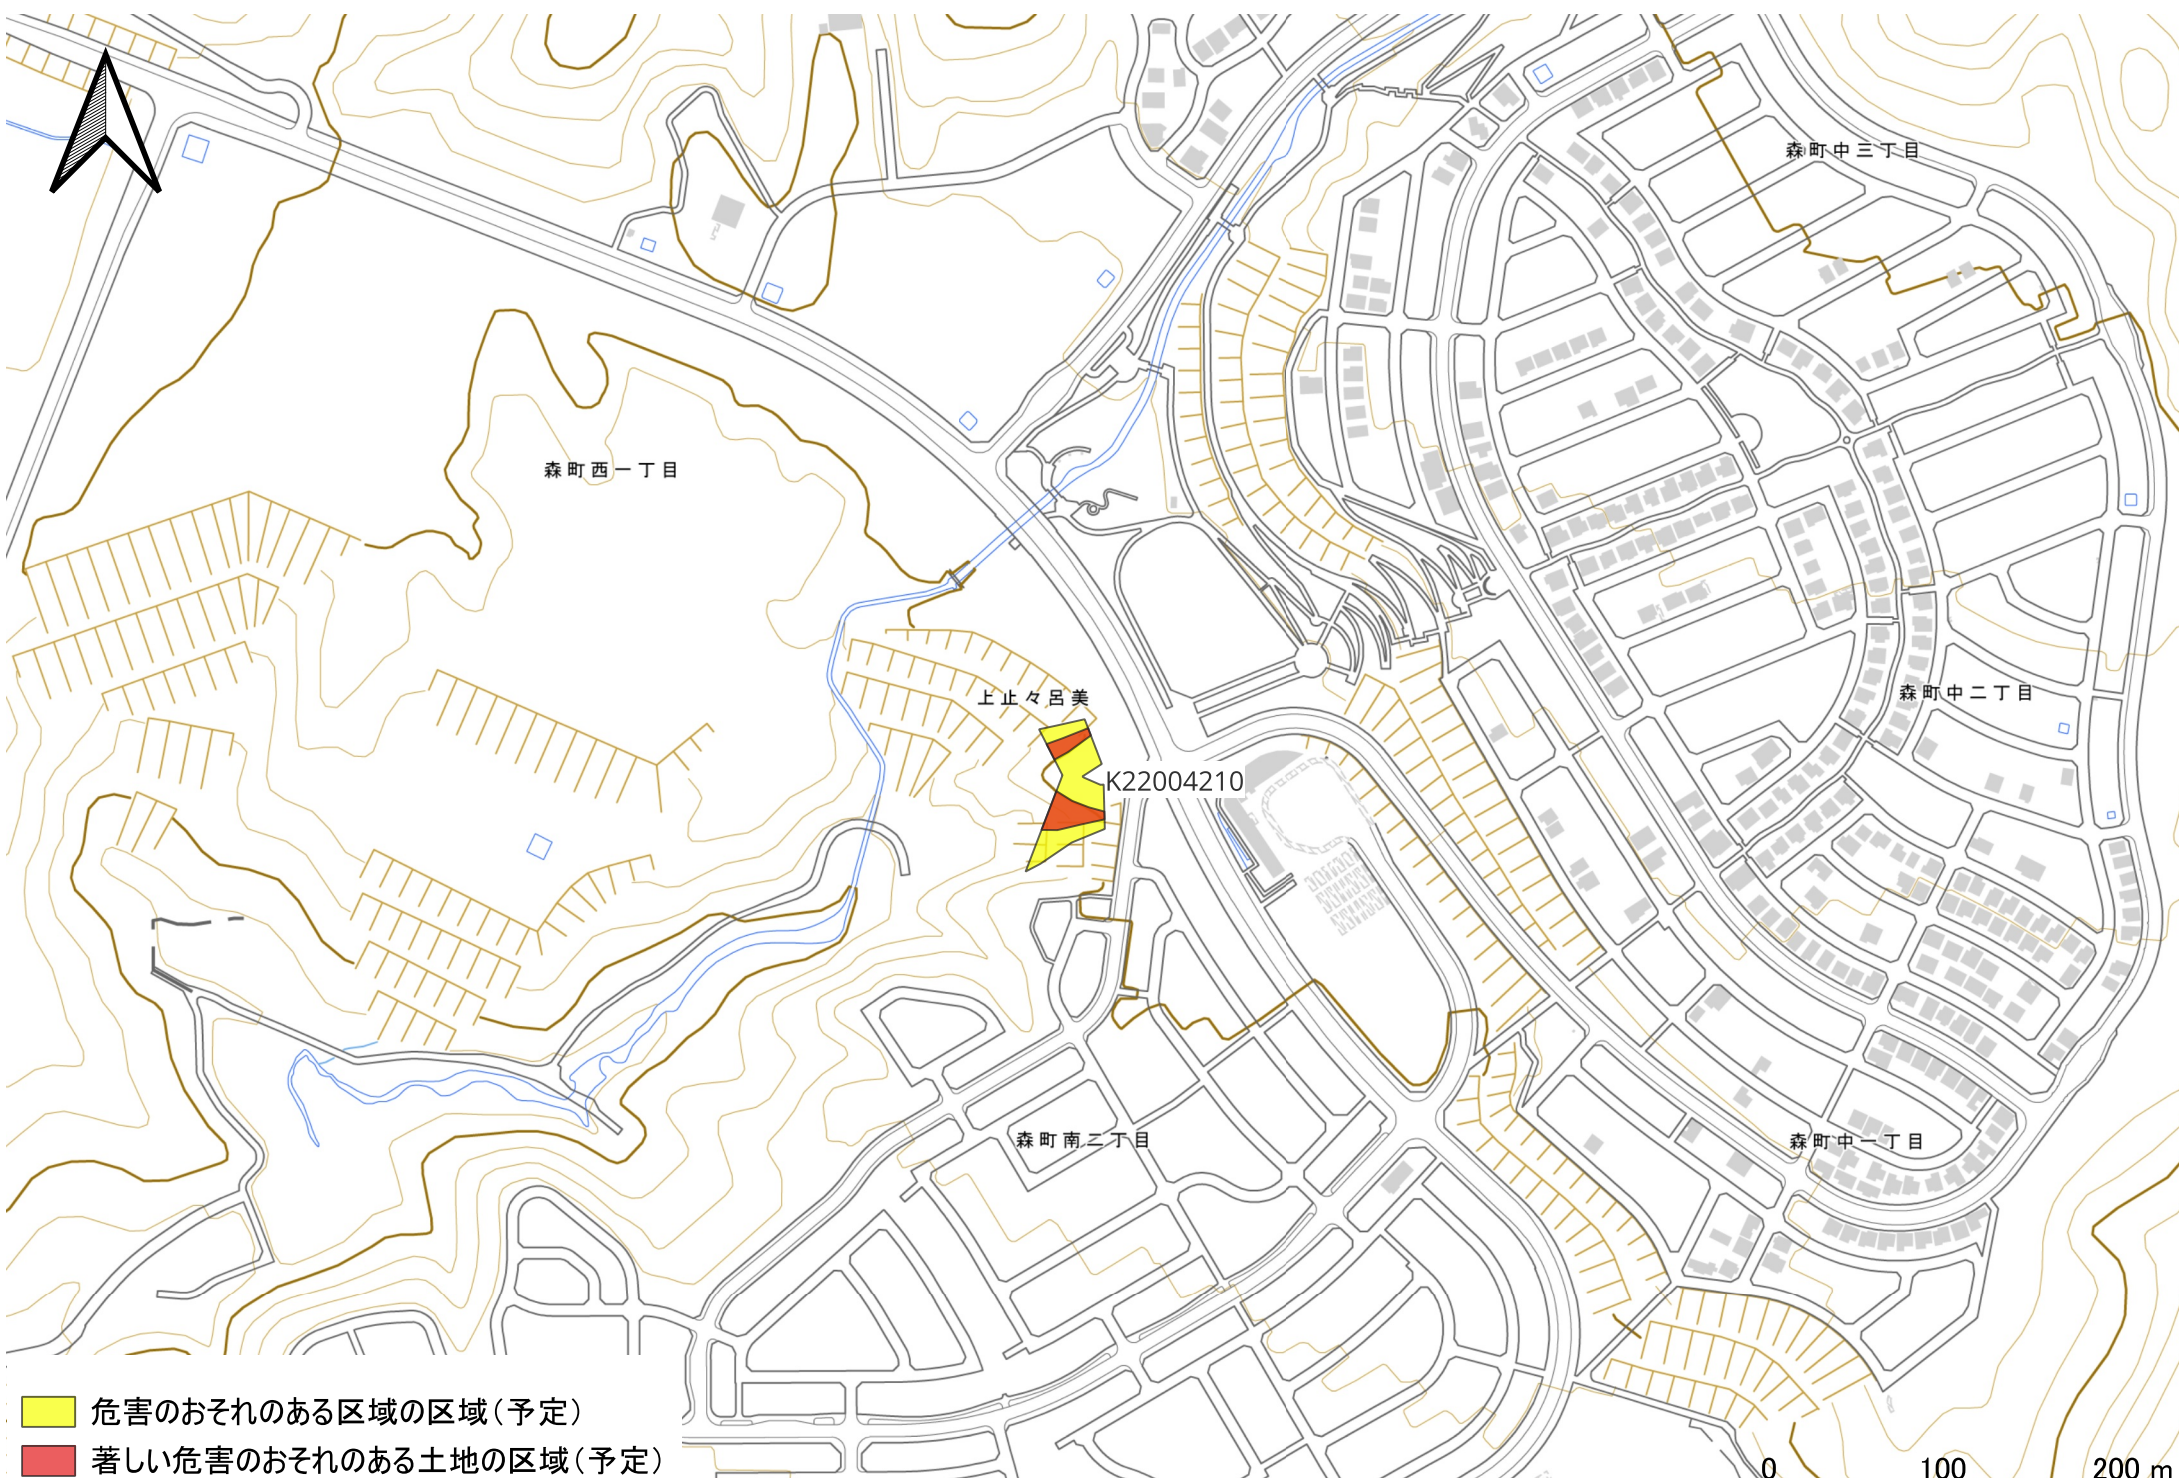 森町中三丁目
森町西一丁目
森町中二丁目
上止々呂美
K22004210
森町南二丁目
森町中一丁目
危害のおそれのある区域の区域(予定)
著しい危害のおそれのある土地の区域(予定)
0 100 200 m